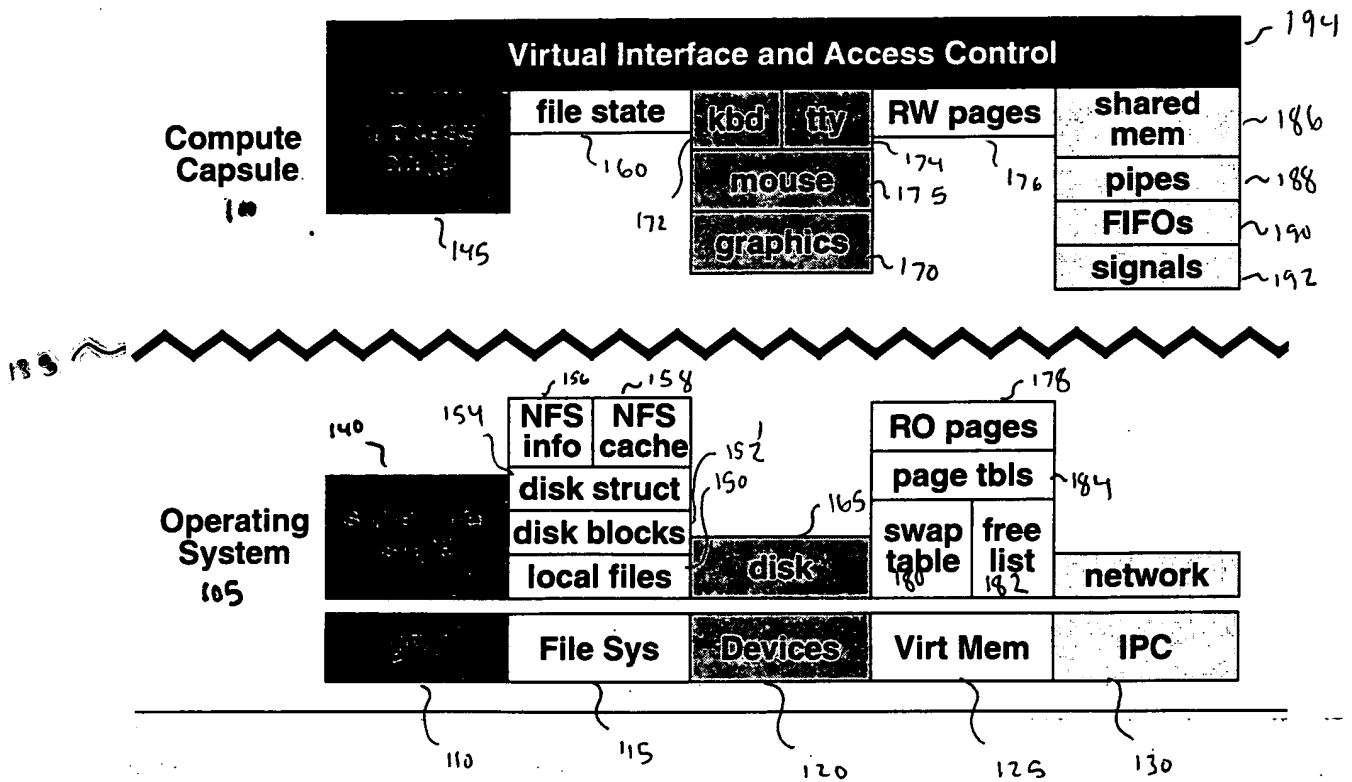 194
Virtual Interface and Access Control
Compute
Capsule
file state
kbd
tty
RW pages
shared
mem
186
160
174
mouse
175
176
pipes
188
172
FIFOs
190
145
graphics
170
signals
192
156
158
178
154
NFS
info
NFS
cache
RO pages
140
152
150
disk struct
page tbls
184
Operating
System
105
165
disk blocks
swap
table
180
free
list
182
local files
disk
network
File Sys
Devices
Virt Mem
IPC
110
115
120
125
130